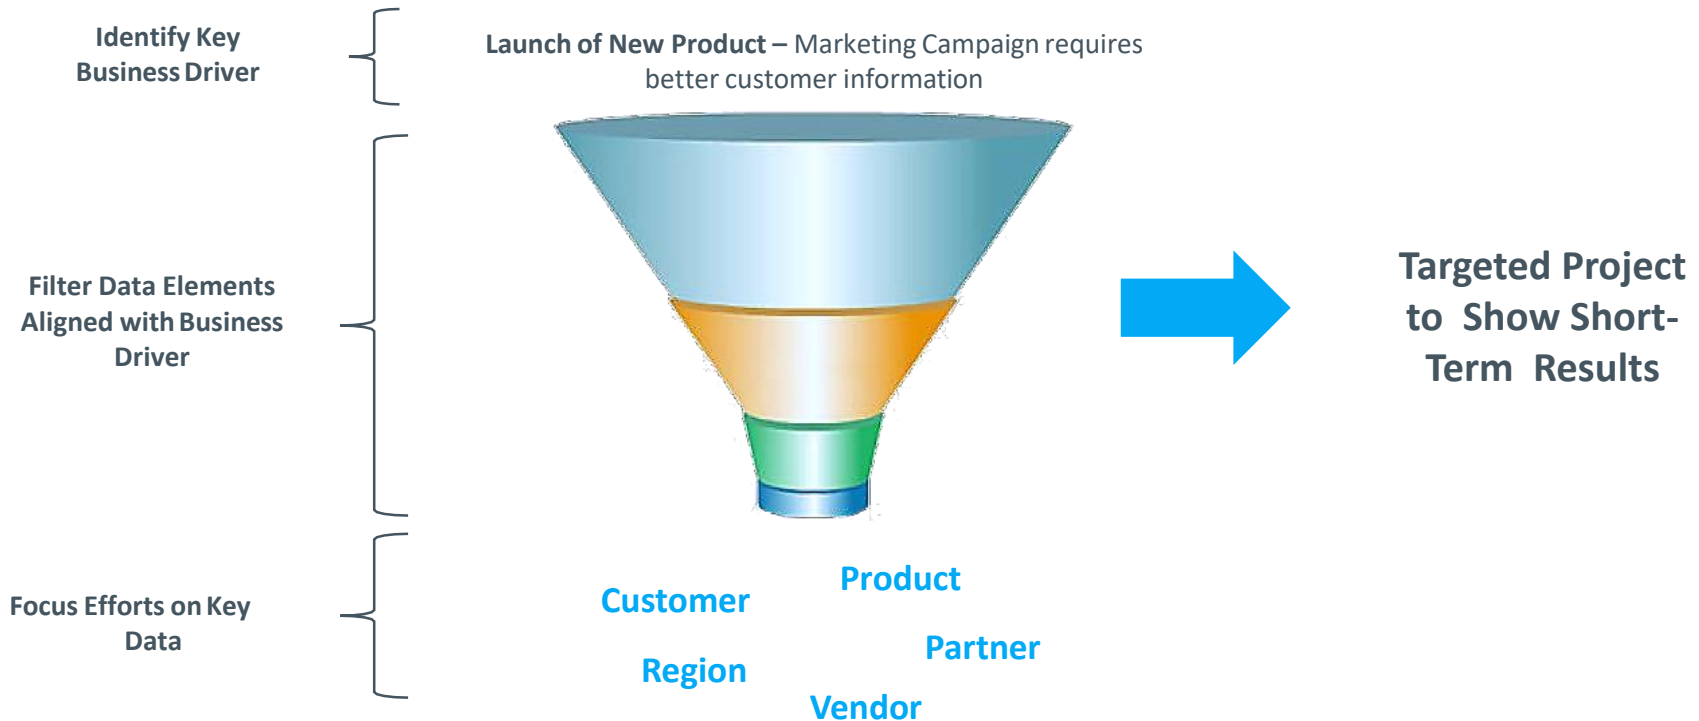 Identify Key
Business Driver
Launch of New Product – Marketing Campaign requires
better customer information
Filter Data Elements
Aligned with Business
Driver
Targeted Project
to Show Short-
Term Results
Focus Efforts on Key
Data
Product
Customer
Partner
Region
Vendor